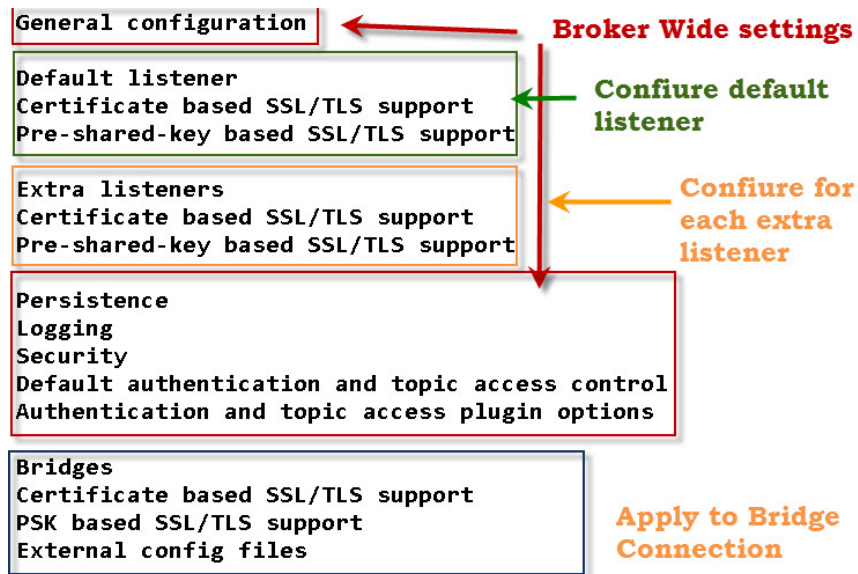 General configuration
Broker Wide settings
Default listener
Certificate based SSL/TLS support
Pre-shared-key based SSL/TLS support
Confiure default
listener
Extra listeners
Certificate based SSL/TLS support
Pre-shared-key based SSL/TLS support
Confiure for
each extra
listener
Persistence
Logging
Security
Default authentication and topic access control
Authentication and topic access plugin options
Bridges
Certificate based SSL/TLS support
PSK based SSL/TLS support
External config files
Apply to Bridge
Connection